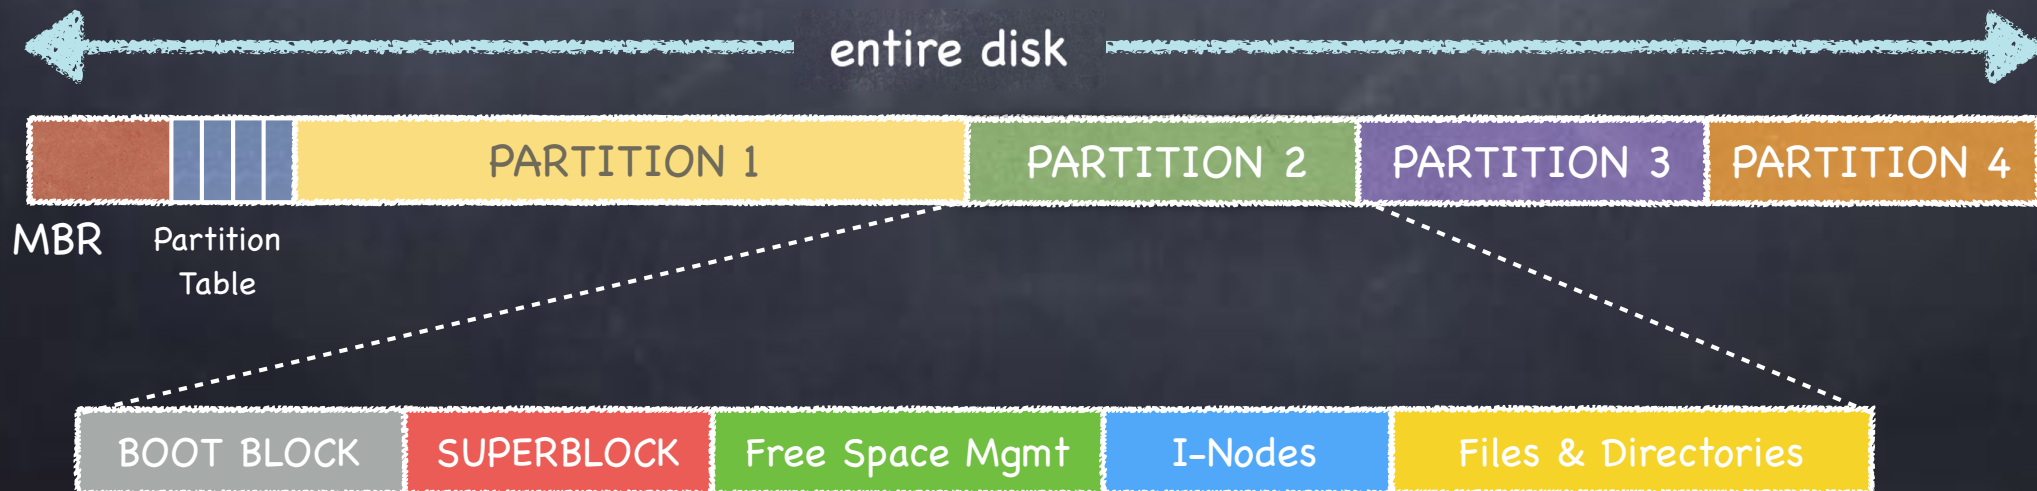 entire disk
PARTITION 1 PARTITION 2 PARTITION 3 PARTITION 4
MBR Partition
Table
BOOT BLOCK SUPERBLOCK Free Space Mgmt I-Nodes Files & Directories